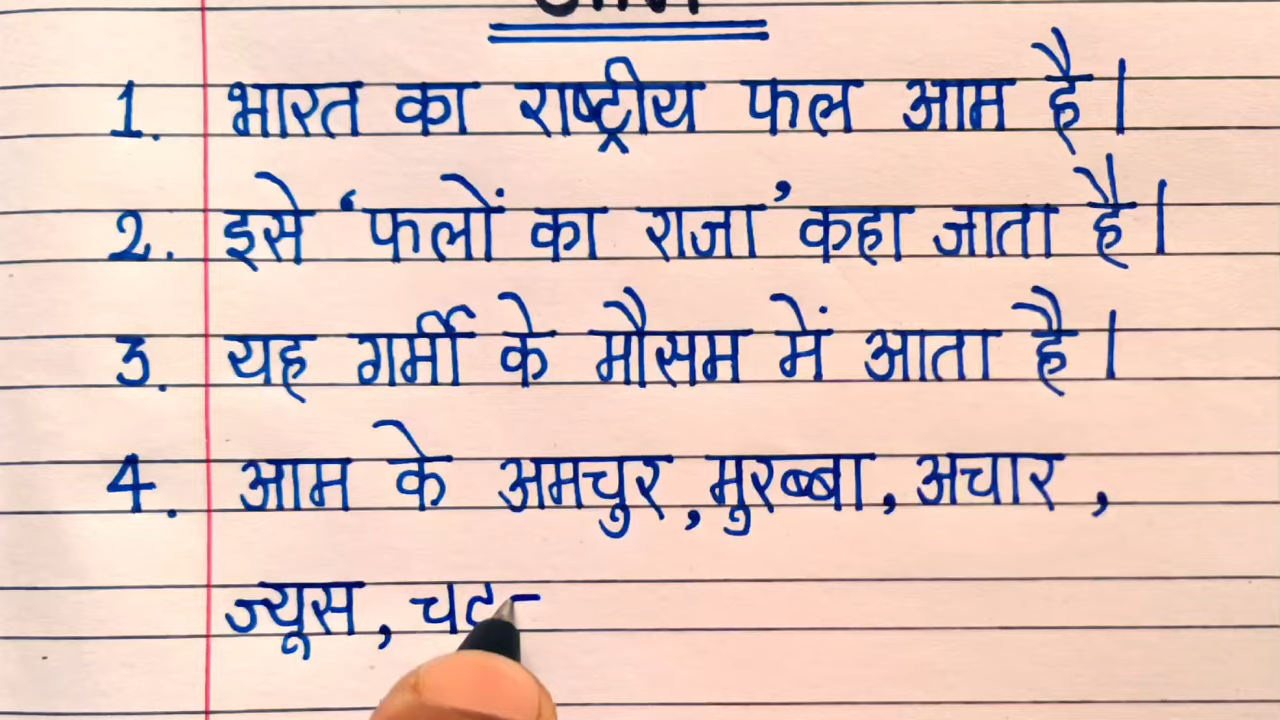 1. भारत का राष्ट्रीय फल आम है।
2. इसे ‘फलों का राजा’ कहा जाता है।
3. यह गर्मी के मौसम में आता है।
4. आम के अमचुर, मुरब्बा, अचार,
ज्यूस,